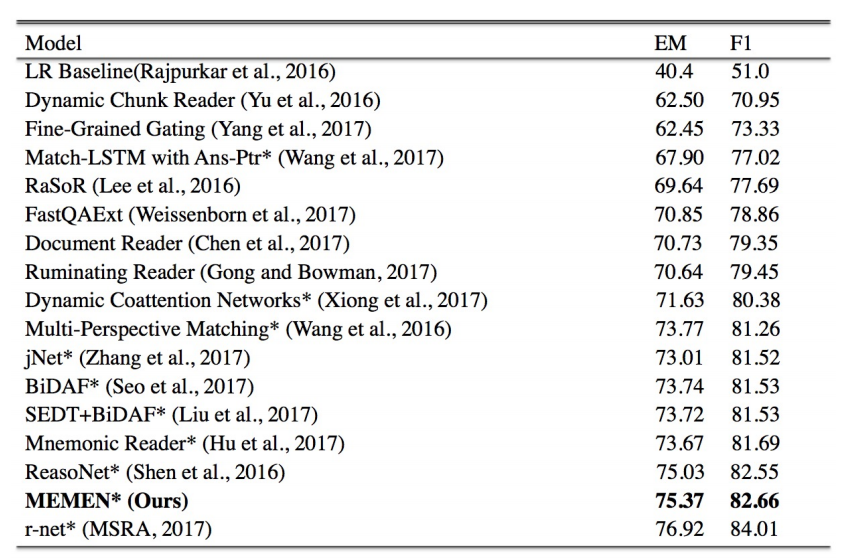 Model EM F1
LR Baseline(Rajpurkar et al., 2016) 40.4 51.0
Dynamic Chunk Reader (Yu et al., 2016) 62.50 70.95
Fine-Grained Gating (Yang et al., 2017) 62.45 73.33
Match-LSTM with Ans-Ptr* (Wang et al., 2017) 67.90 77.02
RaSoR (Lee et al., 2016) 69.64 77.69
FastQAExt (Weissenborn et al., 2017) 70.85 78.86
Document Reader (Chen et al., 2017) 70.73 79.35
Ruminating Reader (Gong and Bowman, 2017) 70.64 79.45
Dynamic Coattention Networks* (Xiong et al., 2017) 71.63 80.38
Multi-Perspective Matching* (Wang et al., 2016) 73.77 81.26
jNet* (Zhang et al., 2017) 73.01 81.52
BiDAF* (Seo et al., 2017) 73.74 81.53
SEDT+BiDAF* (Liu et al., 2017) 73.72 81.53
Mnemonic Reader* (Hu et al., 2017) 73.67 81.69
ReasoNet* (Shen et al., 2016) 75.03 82.55
MEMEN* (Ours) 75.37 82.66
r-net* (MSRA, 2017) 76.92 84.01